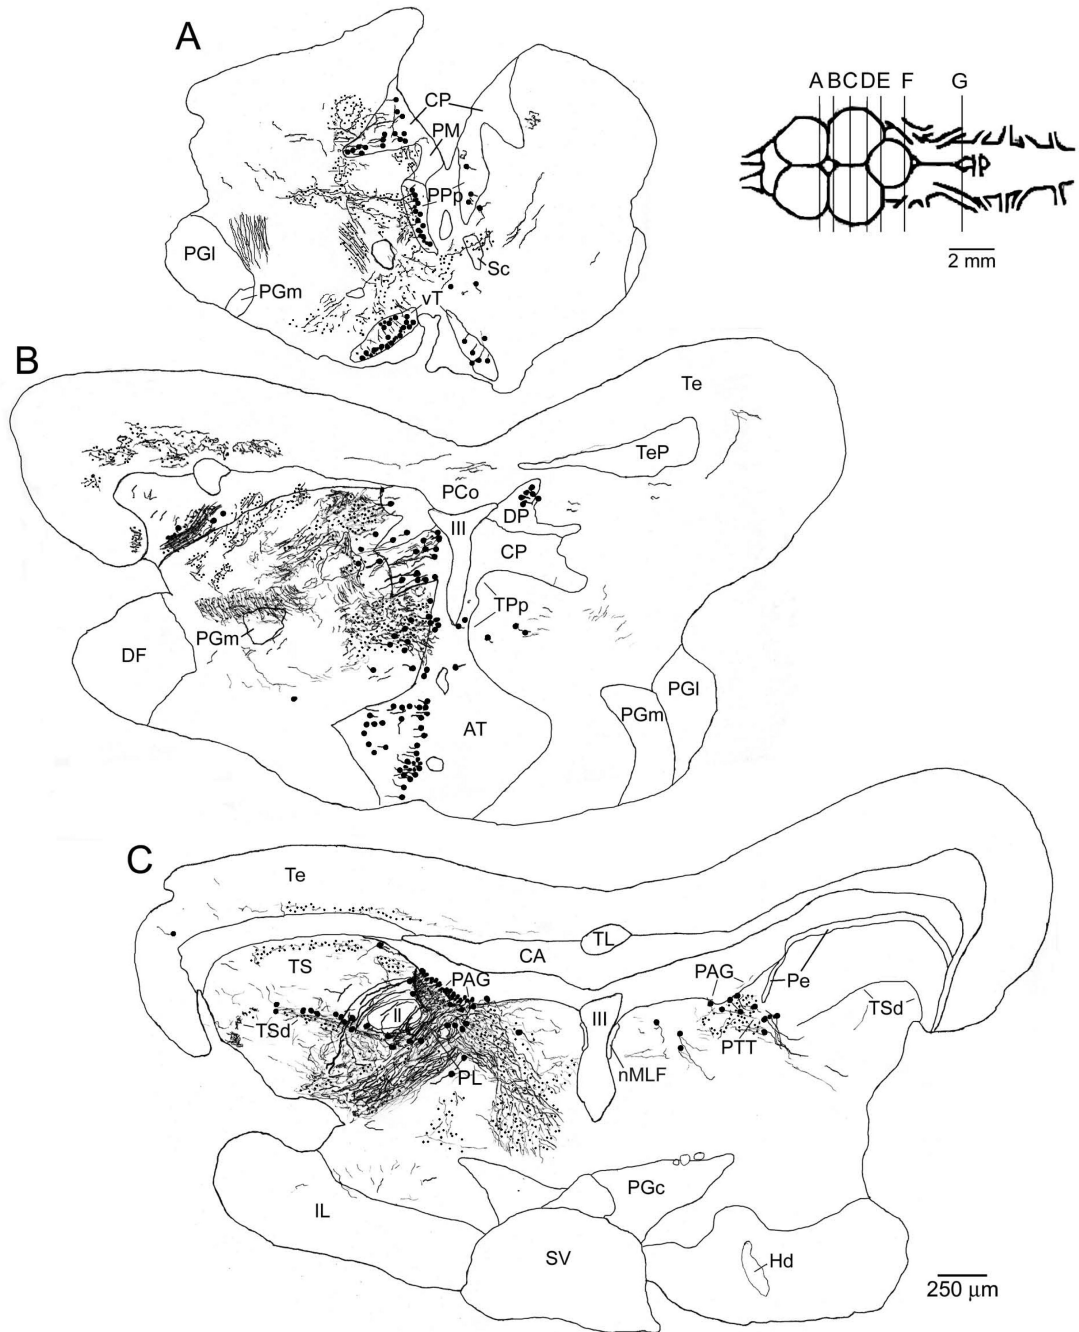 A
CP
PM
PPp
PGl
PGm
Sc
vT
A B C D E F G
2 mm
B
Te
TeP
PCo
III
DP
CP
TPp
PGm
DF
AT
PGl
PGm
C
Te
TL
CA
TS
PAG
PAG
Pe
II
III
TSd
TSd
PTT
PL
nMLF
PGc
IL
SV
Hd
250 µm